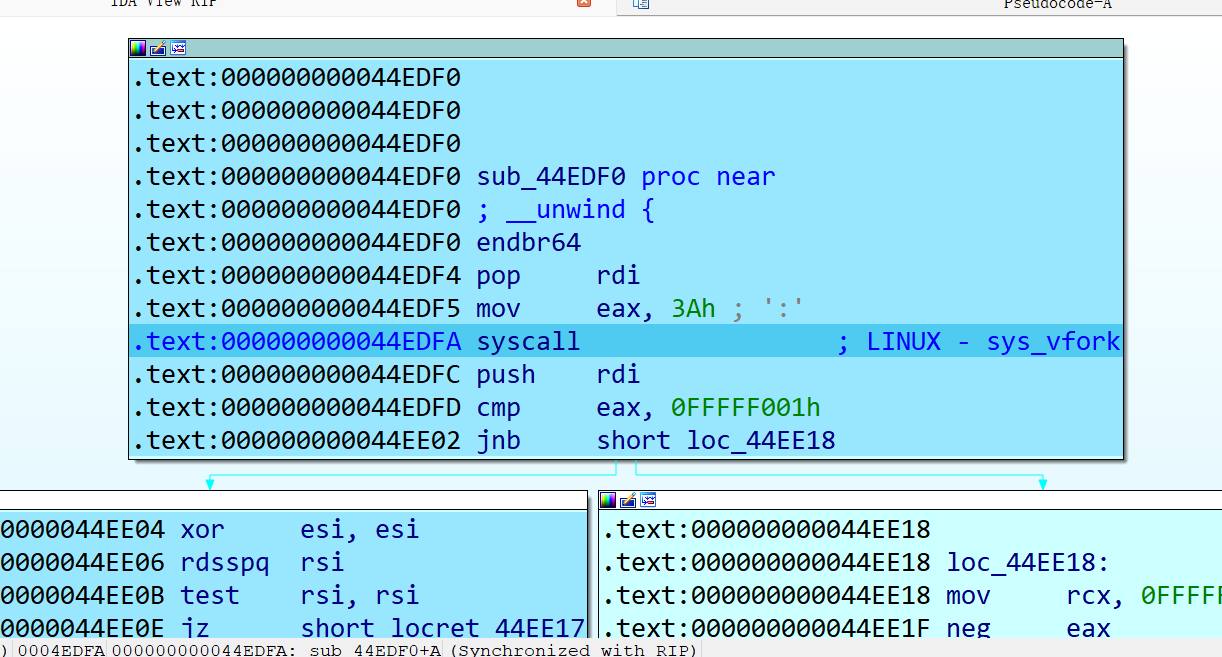 IDA View RIP
Pseudocode-A
.text:000000000044EDF0
.text:000000000044EDF0
.text:000000000044EDF0
.text:000000000044EDF0 sub_44EDF0 proc near
.text:000000000044EDF0 ; __unwind {
.text:000000000044EDF0 endbr64
.text:000000000044EDF4 pop rdi
.text:000000000044EDF5 mov eax, 3Ah ; ':'
.text:000000000044EDFA syscall ; LINUX - sys_vfork
.text:000000000044EDFC push rdi
.text:000000000044EDFD cmp eax, 0FFFFF001h
.text:000000000044EE02 jnb short loc_44EE18
0000044EE04 xor esi, esi
0000044EE06 rdsspq rsi
0000044EE0B test rsi, rsi
0000044EE0E jz short locret_44EE17
.text:000000000044EE18
.text:000000000044EE18 loc_44EE18:
.text:000000000044EE18 mov rcx, 0FFFFF
.text:000000000044EE1F neg eax
) 0004EDFA 000000000044EDFA: sub_44EDF0+A (Synchronized with RIP)